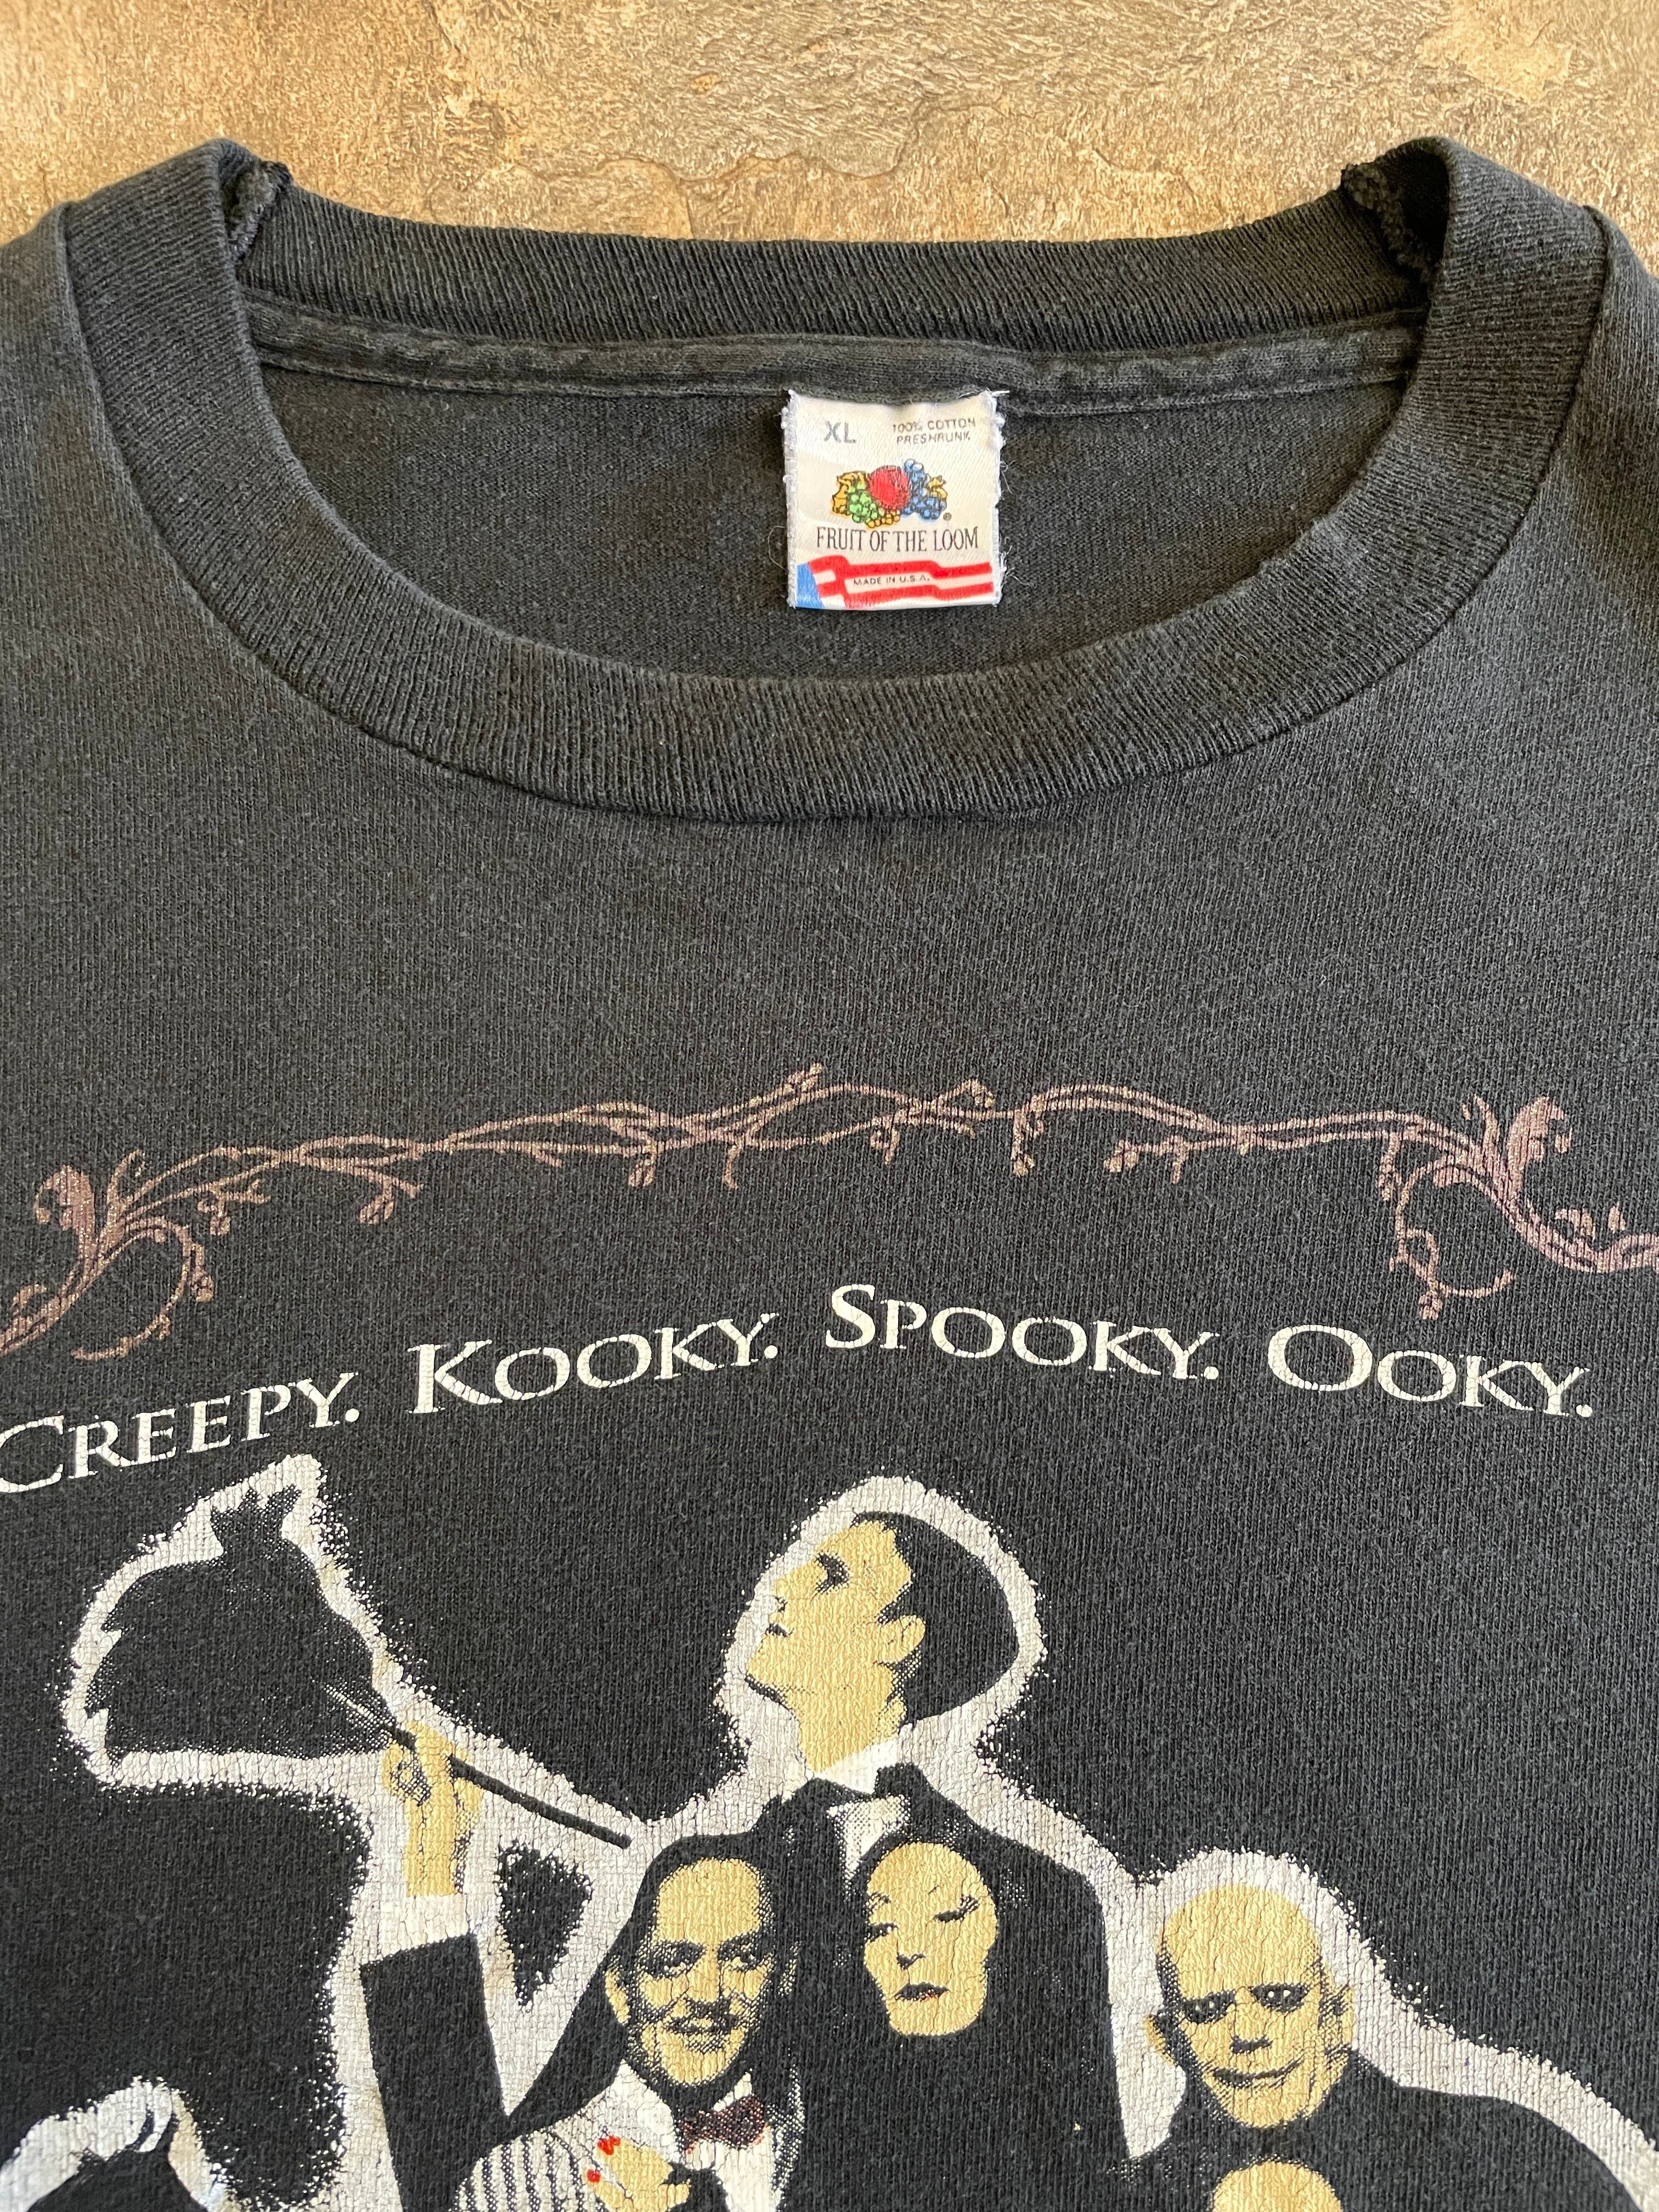 XL
100% COTTON
PRESHRUNK
FRUIT OF THE LOOM
MADE IN U.S.A.
CREEPY. KOOKY. SPOOKY. OOKY.